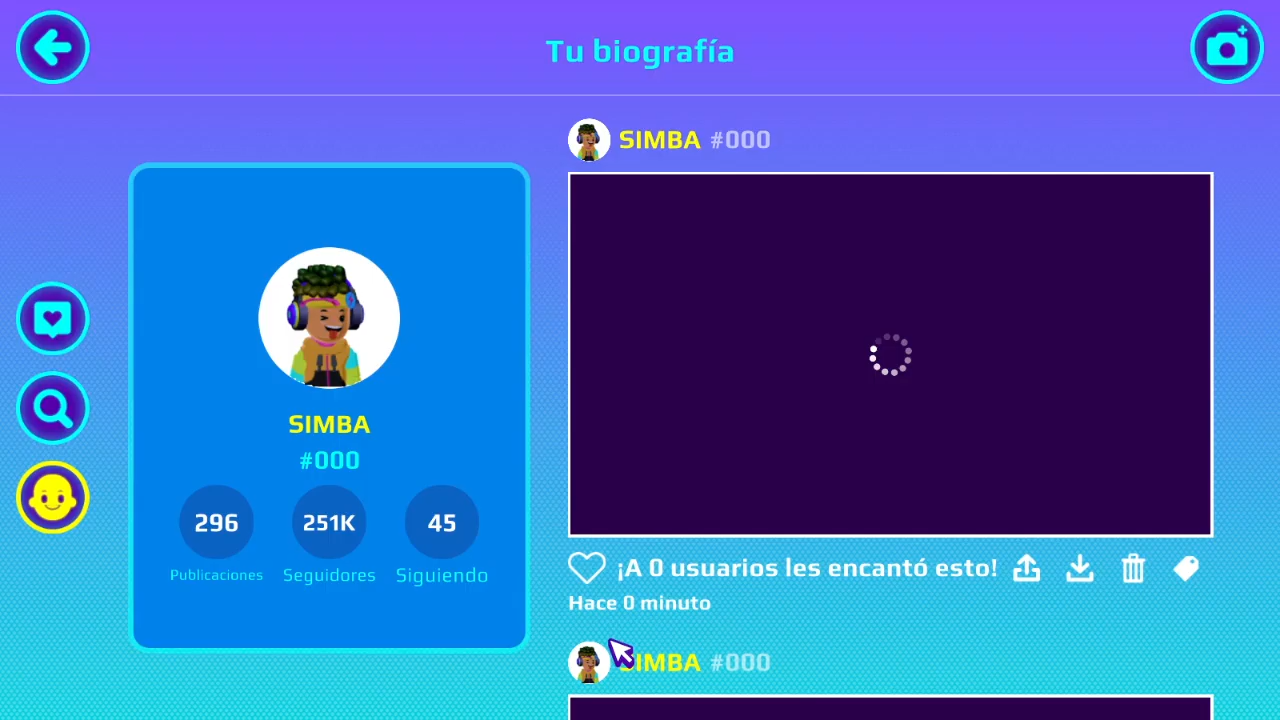 Tu biografía
SIMBA #000
SIMBA
#000
296
251K
45
Publicaciones
Seguidores
Siguiendo
¡A 0 usuarios les encantó esto!
Hace 0 minuto
SIMBA #000